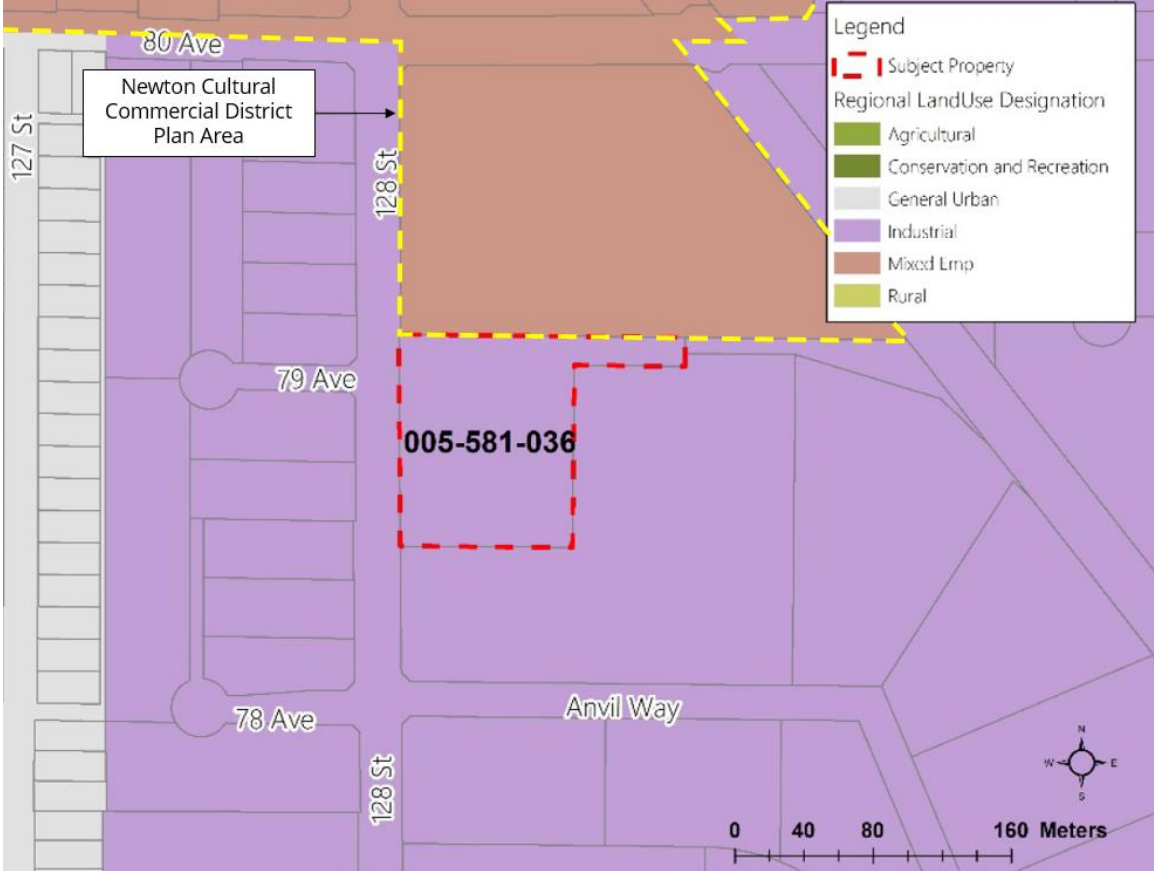 80 Ave
Newton Cultural
Commercial District
Plan Area
127 St
128 St
79 Ave
005-581-036
78 Ave
Anvil Way
128 St
Legend
Subject Property
Regional LandUse Designation
Agricultural
Conservation and Recreation
General Urban
Industrial
Mixed Emp
Rural
N
W E
S
0 40 80 160 Meters